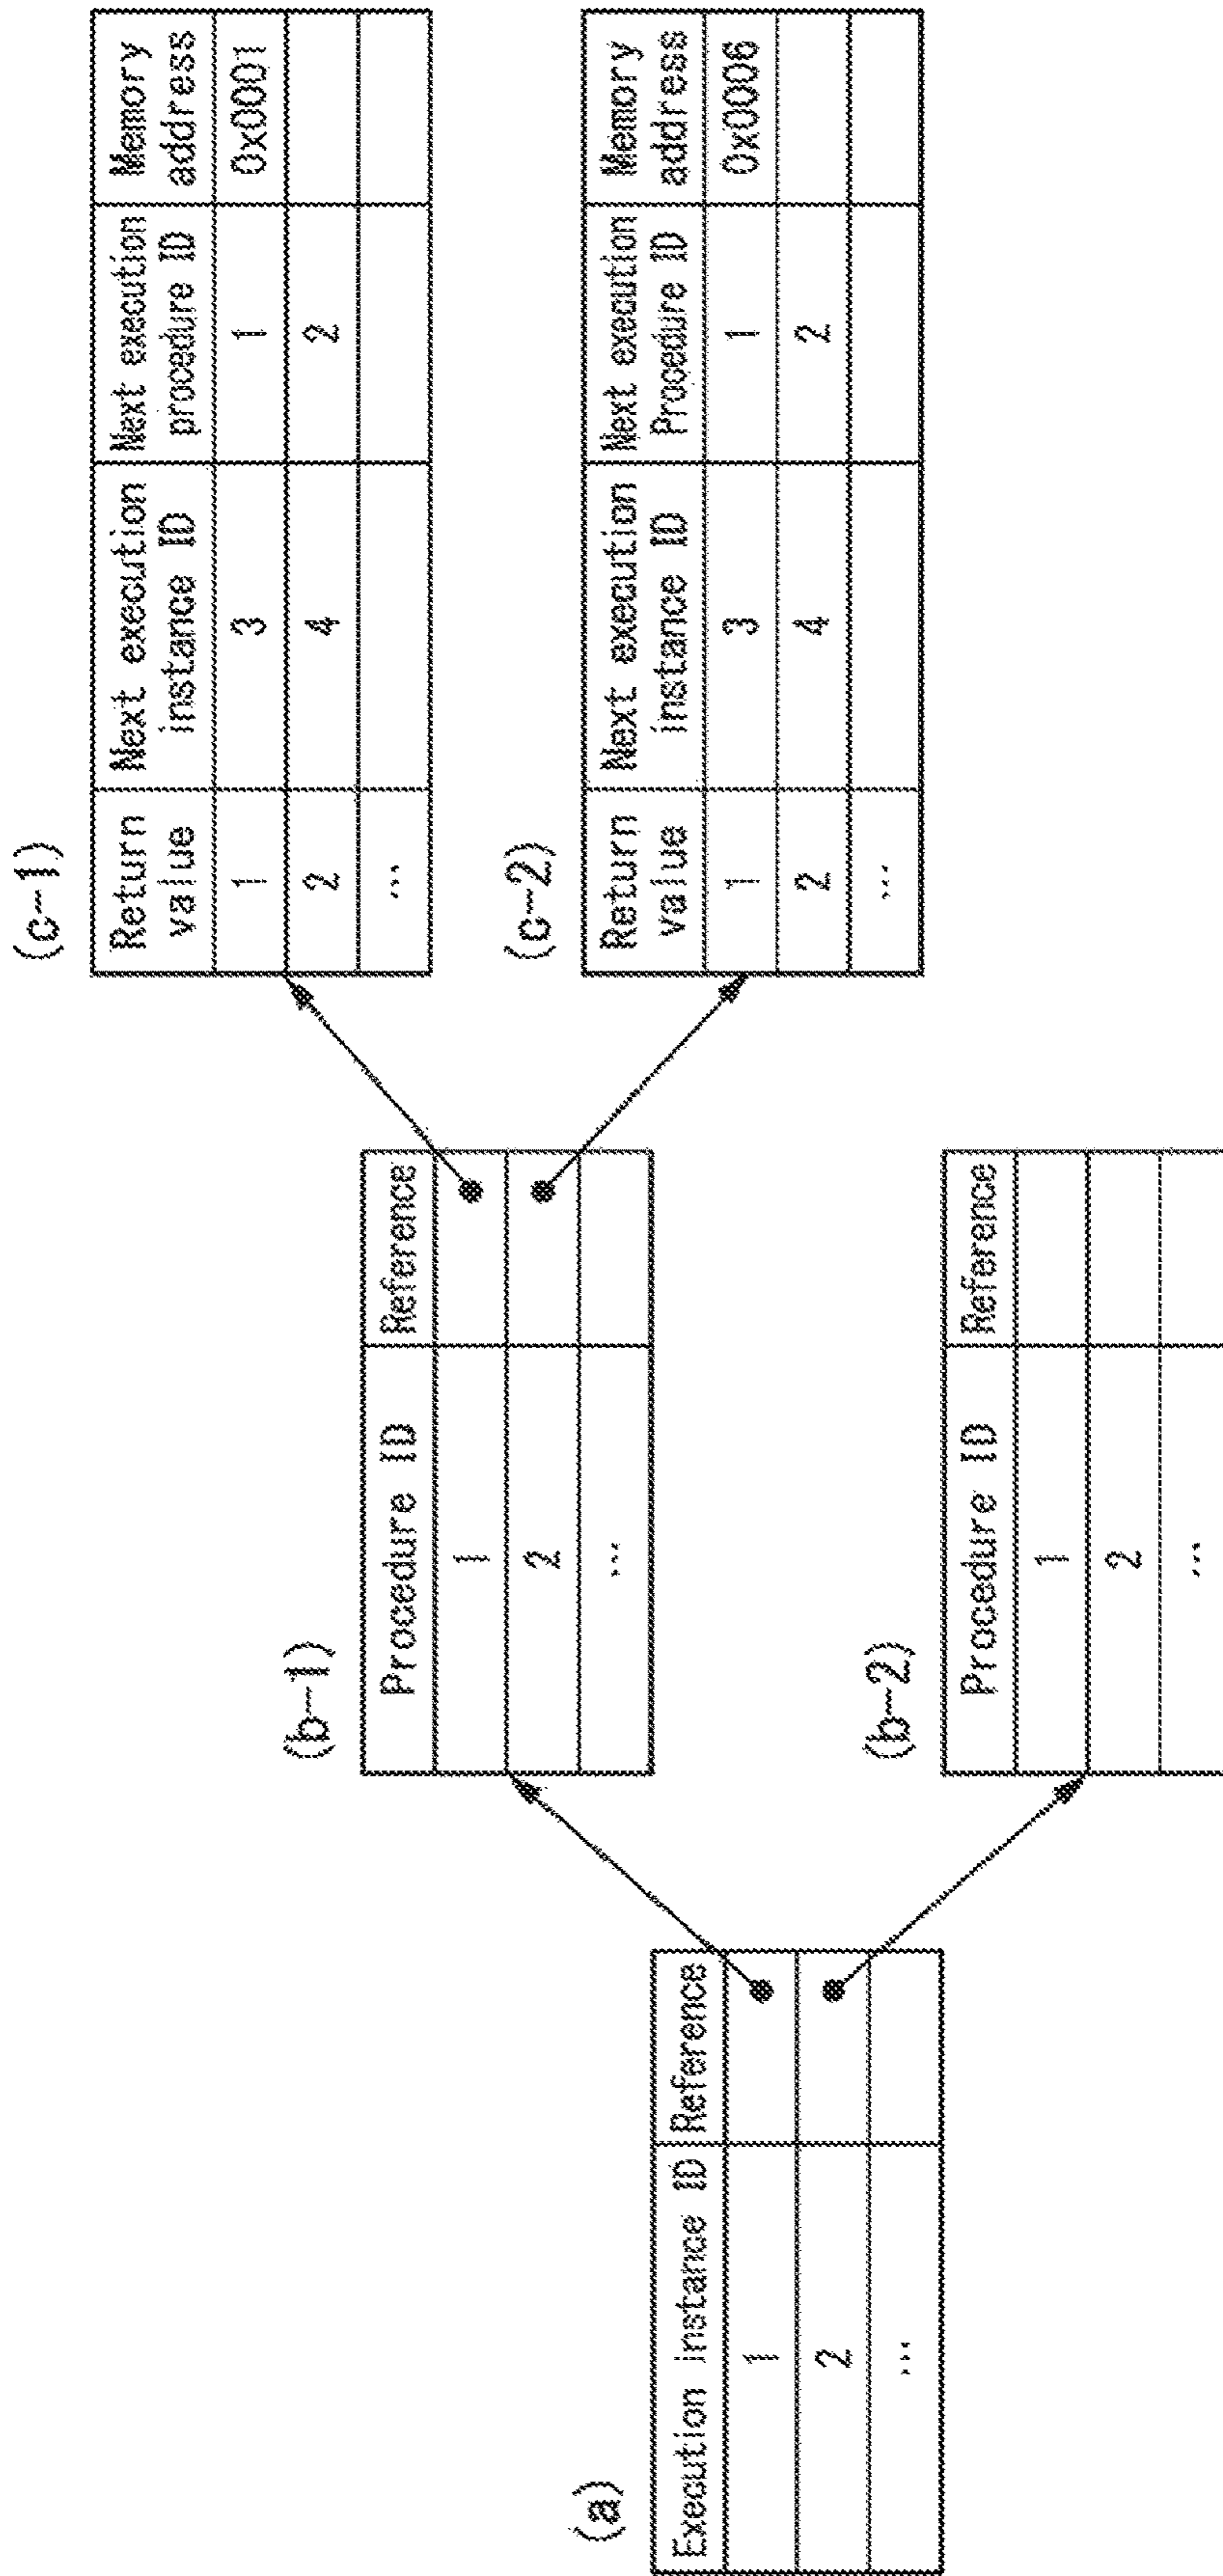 (a)
Execution instance ID Reference
1
2
...
(b-1)
Procedure ID Reference
1
2
...
(b-2)
Procedure ID Reference
1
2
...
(c-1)
Return value Next execution instance ID Next execution procedure ID Memory address
1 3 1 0x0001
2 4 2
...
(c-2)
Return value Next execution instance ID Next execution Procedure ID Memory address
1 3 1 0x0006
2 4 2
...